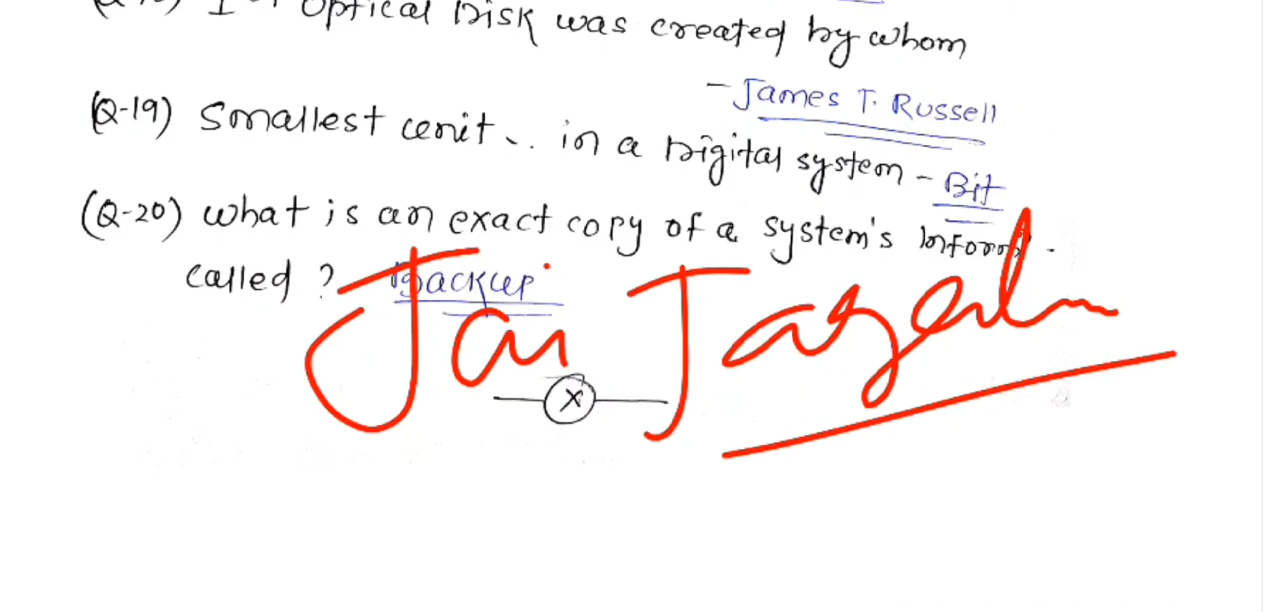 Optical Disk was created by whom
- James T. Russell
(Q-19) Smallest unit .. in a Digital system - Bit
(Q-20) what is an exact copy of a system's Inform.
called ? Backup
Jai
X